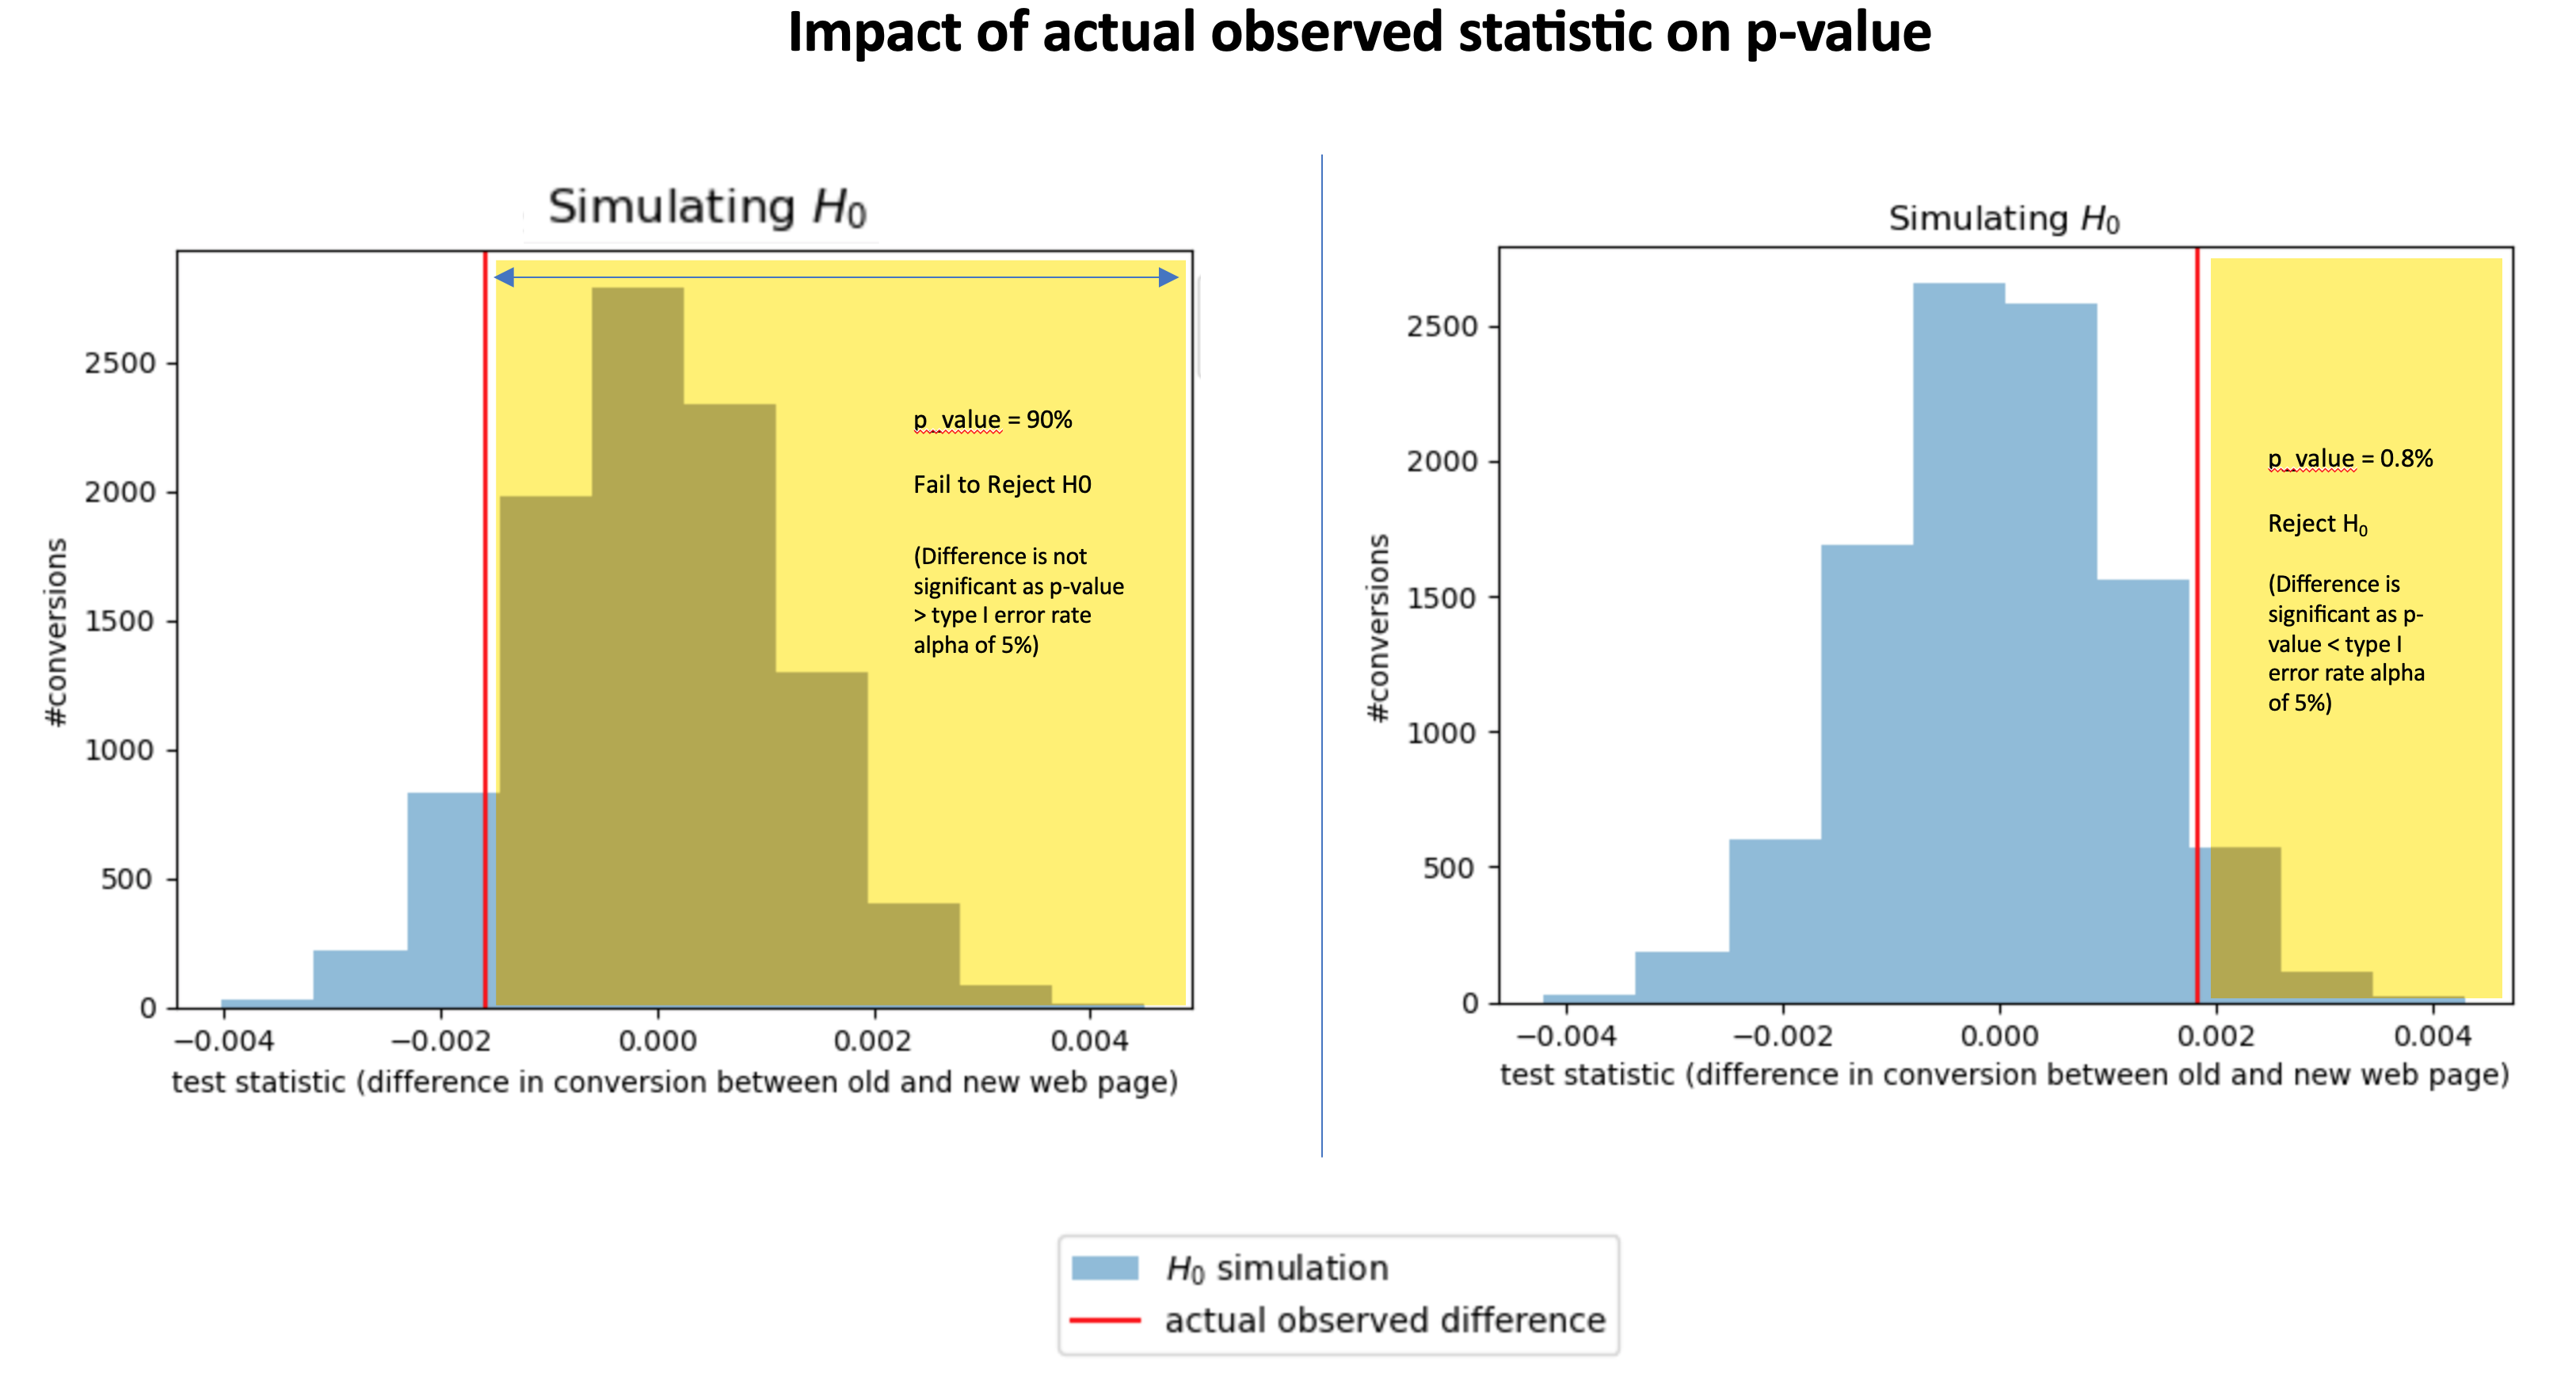 Impact of actual observed statistic on p-value
Simulating H0
2500
2000
1500
1000
500
0
#conversions
p_value = 90%
Fail to Reject H0
(Difference is not
significant as p-value
> type I error rate
alpha of 5%)
−0.004
−0.002
0.000
0.002
0.004
test statistic (difference in conversion between old and new web page)
Simulating H0
2500
2000
1500
1000
500
0
#conversions
p_value = 0.8%
Reject H0
(Difference is
significant as p-
value < type I
error rate alpha
of 5%)
−0.004
−0.002
0.000
0.002
0.004
test statistic (difference in conversion between old and new web page)
H0 simulation
actual observed difference